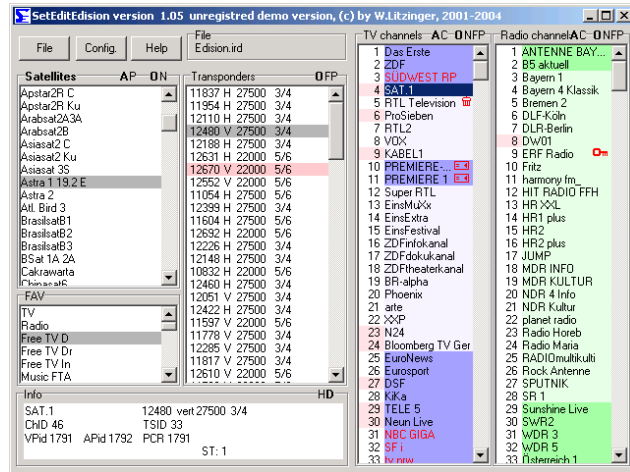 SetEditEdision version 1.05 unregistred demo version, (c) by W.Litzinger, 2001-2004
File
Config.
Help
File
Edision.ird
Satellites AP ON
Apstar2R C
Apstar2R Ku
Arabsat2A3A
Arabsat2B
Asiasat2 C
Asiasat2 Ku
Asiasat 3S
Astra 1 19.2 E
Astra 2
Atl. Bird 3
BrasilsatB1
BrasilsatB2
BrasilsatB3
BSat 1A 2A
Cakrawarta
Chinasat6
Transponders OFP
11837 H 27500 3/4
11954 H 27500 3/4
12110 H 27500 3/4
12480 V 27500 3/4
12188 H 27500 3/4
12631 H 22000 5/6
12670 V 22000 5/6
12552 V 22000 5/6
11054 H 27500 5/6
12399 H 27500 3/4
11604 H 27500 5/6
12692 H 22000 5/6
12226 H 27500 3/4
12148 H 27500 3/4
10832 H 22000 5/6
12460 H 27500 3/4
12051 V 27500 3/4
12422 H 27500 3/4
11597 V 22000 5/6
11778 V 27500 3/4
12285 V 27500 3/4
11817 V 27500 3/4
12610 V 22000 5/6
FAV
TV
Radio
Free TV D
Free TV Dr
Free TV In
Music FTA
Info HD
SAT.1 12480 vert 27500 3/4
ChID 46 TSID 33
VPid 1791 APid 1792 PCR 1791
ST: 1
TV channels AC ONFP
1 Das Erste
2 ZDF
3 SÜDWEST RP
4 SAT.1
5 RTL Television
6 ProSieben
7 RTL2
8 VOX
9 KABEL1
10 PREMIERE-...
11 PREMIERE 1
12 Super RTL
13 EinsMuXx
14 EinsExtra
15 EinsFestival
16 ZDFinfokanal
17 ZDFdokukanal
18 ZDFtheaterkanal
19 BR-alpha
20 Phoenix
21 arte
22 XXP
23 N24
24 Bloomberg TV Ger
25 EuroNews
26 Eurosport
27 DSF
28 KiKa
29 TELE 5
30 Neun Live
31 NBC GIGA
32 SF i
33 tv.nrw
Radio channels AC ONFP
1 ANTENNE BAY...
2 B5 aktuell
3 Bayern 1
4 Bayern 4 Klassik
5 Bremen 2
6 DLF-Köln
7 DLR-Berlin
8 DW01
9 ERF Radio
10 Fritz
11 harmony fm_
12 HIT RADIO FFH
13 HR XXL
14 HR1 plus
15 HR2
16 HR2 plus
17 JUMP
18 MDR INFO
19 MDR KULTUR
20 NDR 4 Info
21 NDR Kultur
22 planet radio
23 Radio Horeb
24 Radio Maria
25 RADIOmultikulti
26 Rock Antenne
27 SPUTNIK
28 SR 1
29 Sunshine Live
30 SWR2
31 WDR 3
32 WDR 5
33 Österreich 1